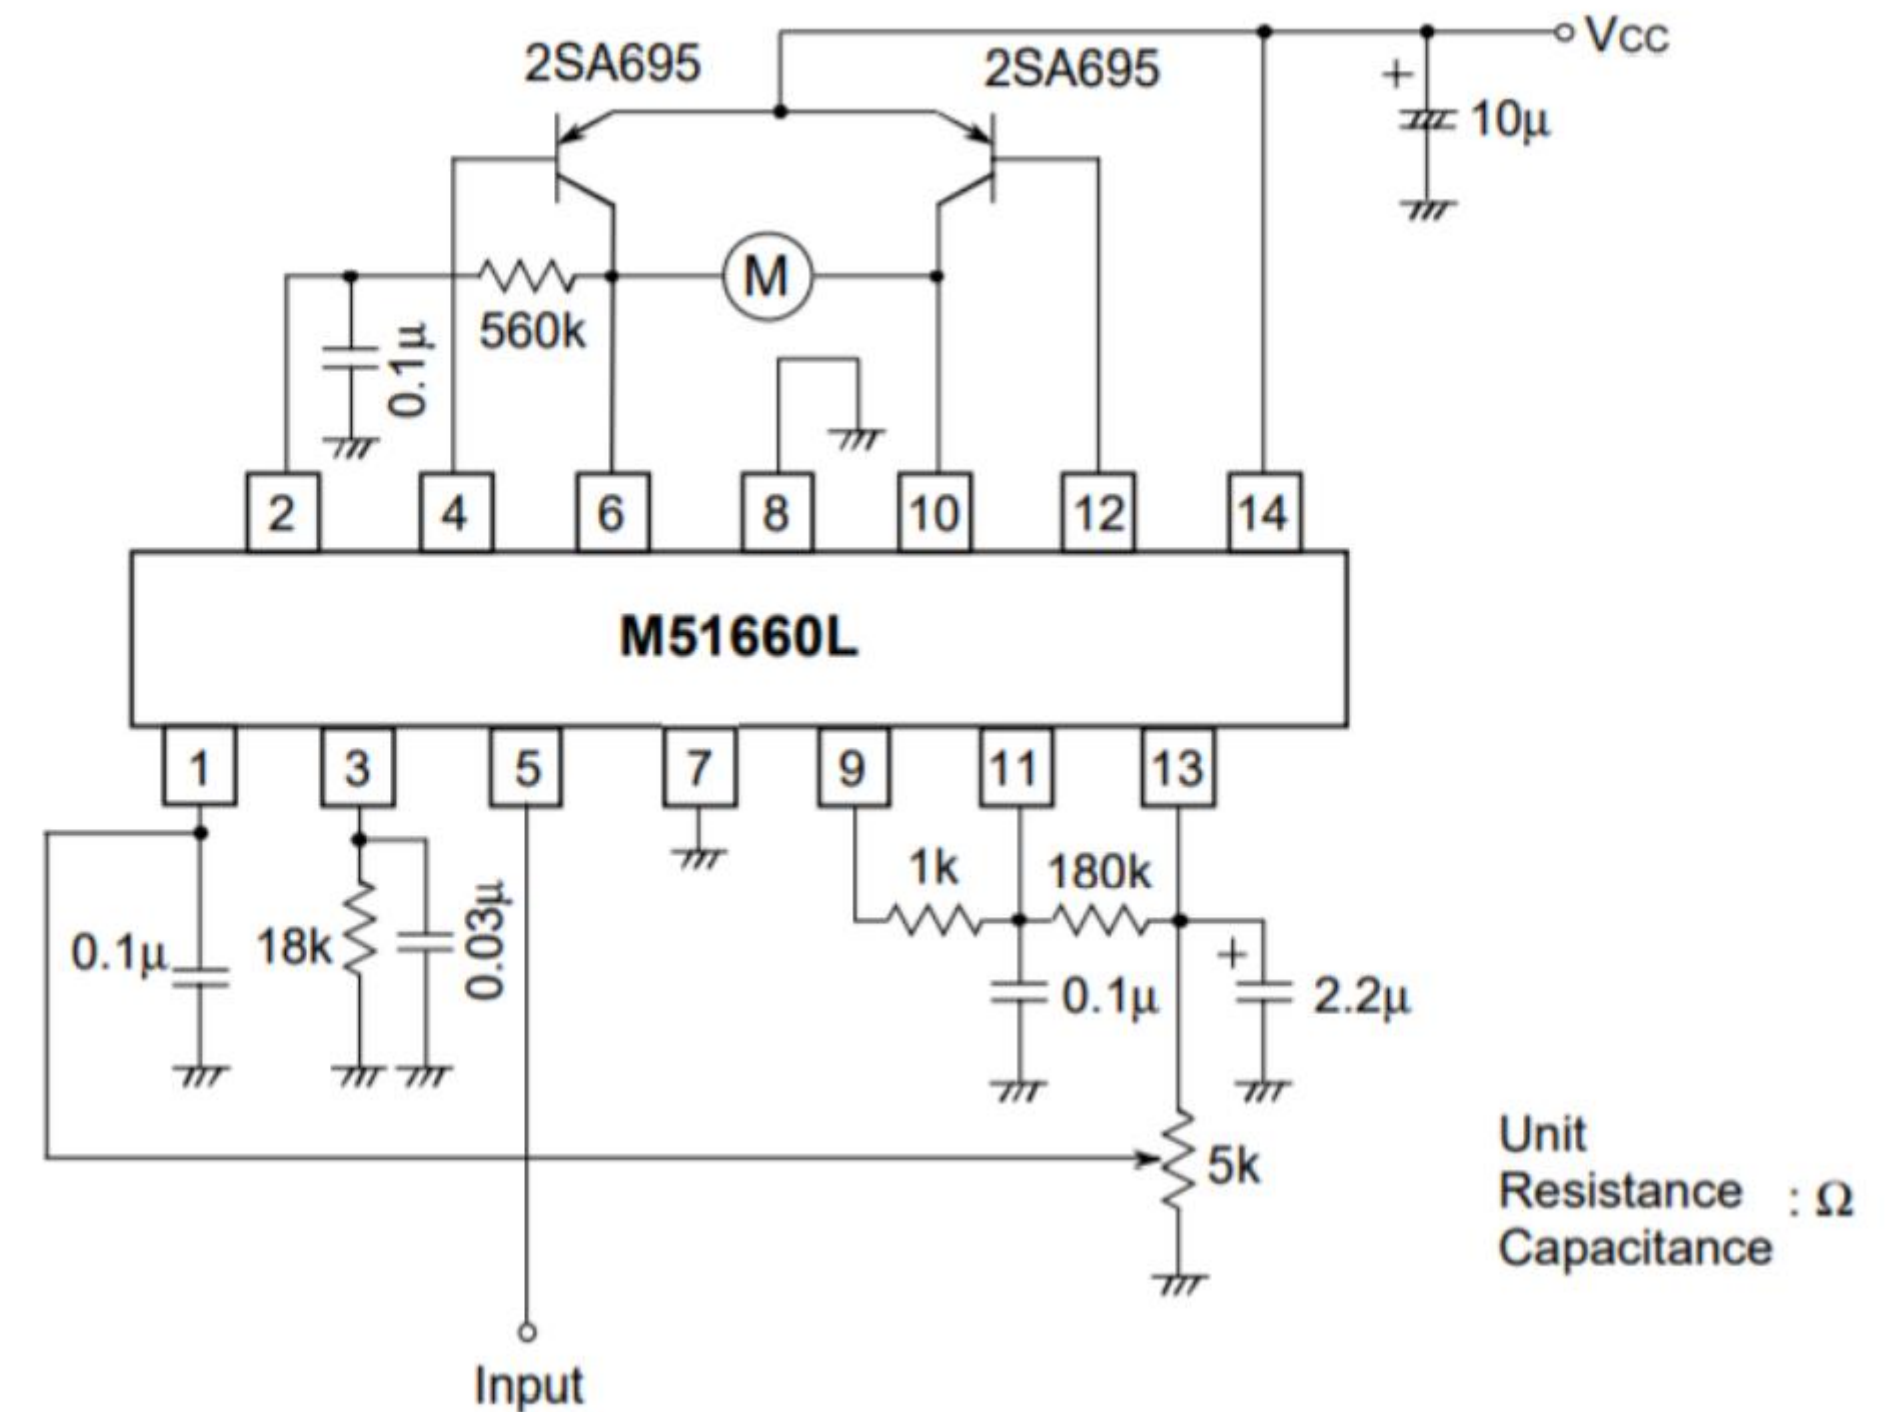 VCC
2SA695
2SA695
+
10μ
M
560k
0.1μ
2
4
6
8
10
12
14
M51660L
1
3
5
7
9
11
13
1k
180k
0.1μ
18k
0.03μ
+
0.1μ
2.2μ
5k
Unit
Resistance : Ω
Capacitance
Input